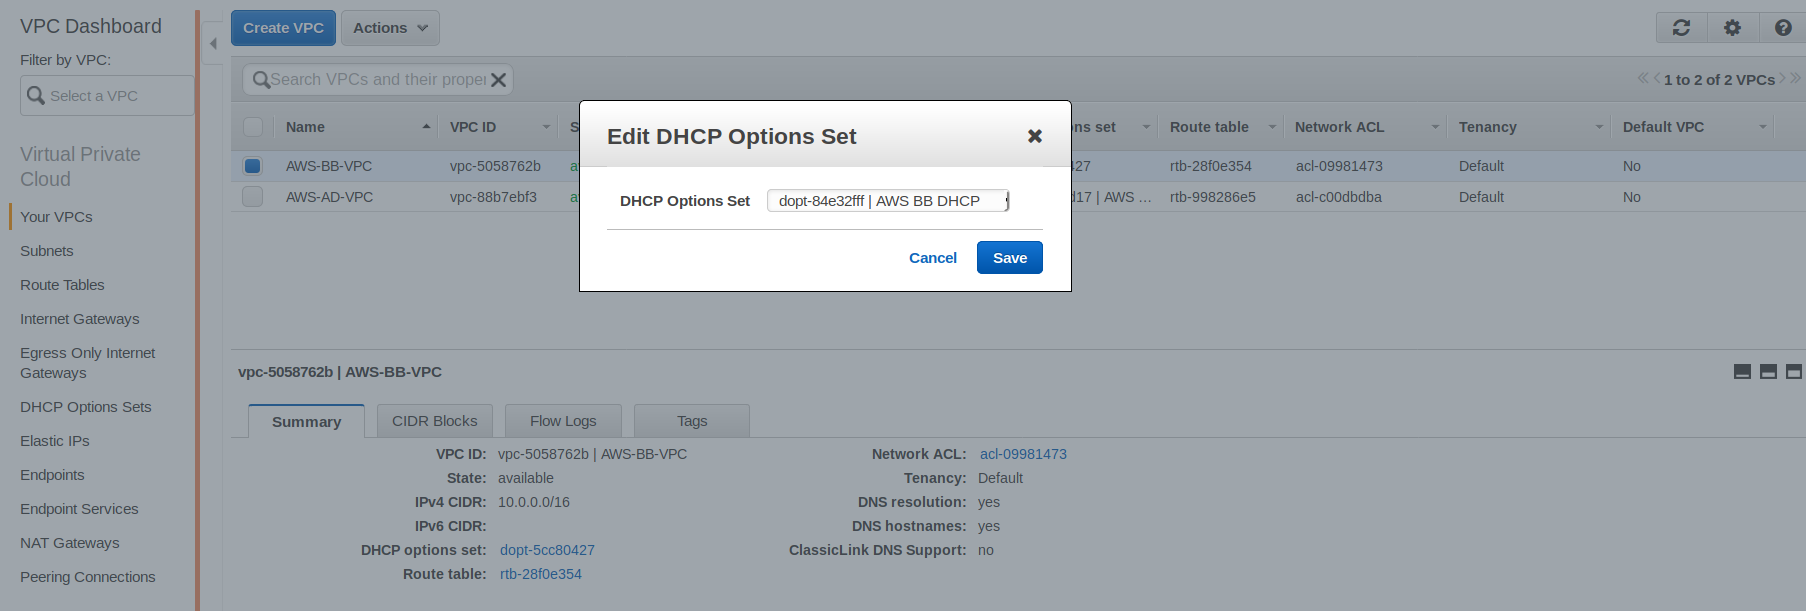 VPC Dashboard
Filter by VPC:
Select a VPC
Virtual Private
Cloud
Your VPCs
Subnets
Route Tables
Internet Gateways
Egress Only Internet
Gateways
DHCP Options Sets
Elastic IPs
Endpoints
Endpoint Services
NAT Gateways
Peering Connections
Create VPC Actions
Search VPCs and their proper
1 to 2 of 2 VPCs
Name VPC ID S ns set Route table Network ACL Tenancy Default VPC
AWS-BB-VPC vpc-5058762b a 427 rtb-28f0e354 acl-09981473 Default No
AWS-AD-VPC vpc-88b7ebf3 a d17 | AWS ... rtb-998286e5 acl-c00dbdba Default No
Edit DHCP Options Set
DHCP Options Set dopt-84e32fff | AWS BB DHCP
Cancel Save
vpc-5058762b | AWS-BB-VPC
Summary CIDR Blocks Flow Logs Tags
VPC ID: vpc-5058762b | AWS-BB-VPC
State: available
IPv4 CIDR: 10.0.0.0/16
IPv6 CIDR:
DHCP options set: dopt-5cc80427
Route table: rtb-28f0e354
Network ACL: acl-09981473
Tenancy: Default
DNS resolution: yes
DNS hostnames: yes
ClassicLink DNS Support: no